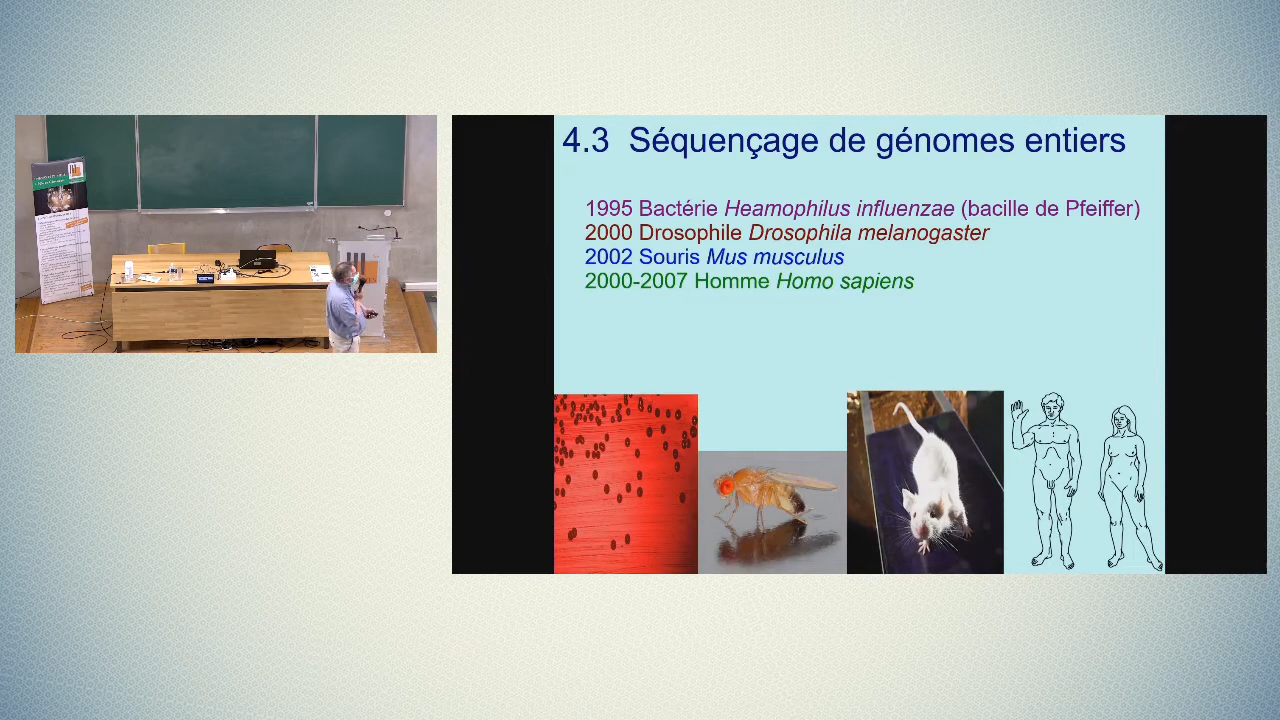 4.3 Séquençage de génomes entiers
1995 Bactérie Heamophilus influenzae (bacille de Pfeiffer)
2000 Drosophile Drosophila melanogaster
2002 Souris Mus musculus
2000-2007 Homme Homo sapiens